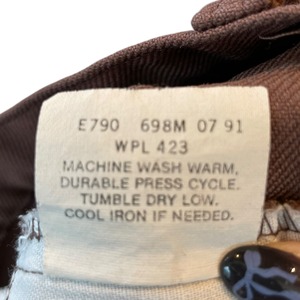 E790 698M 07 91
WPL 423
MACHINE WASH WARM,
DURABLE PRESS CYCLE.
TUMBLE DRY LOW.
COOL IRON IF NEEDED.